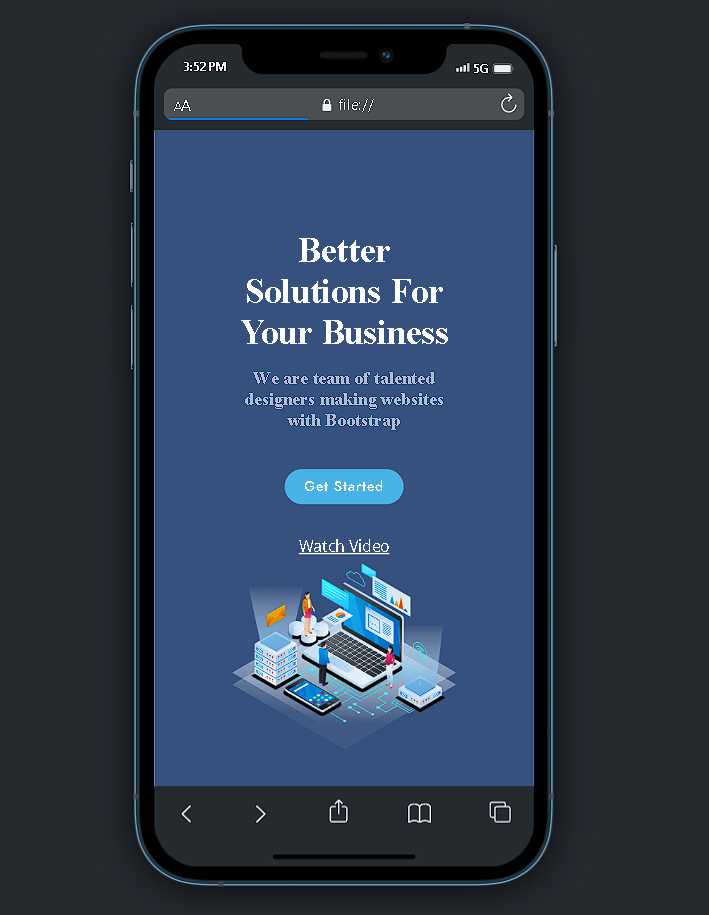 3:52 PM
5G
AA
file://
Better
Solutions For
Your Business
We are team of talented
designers making websites
with Bootstrap
Get Started
Watch Video